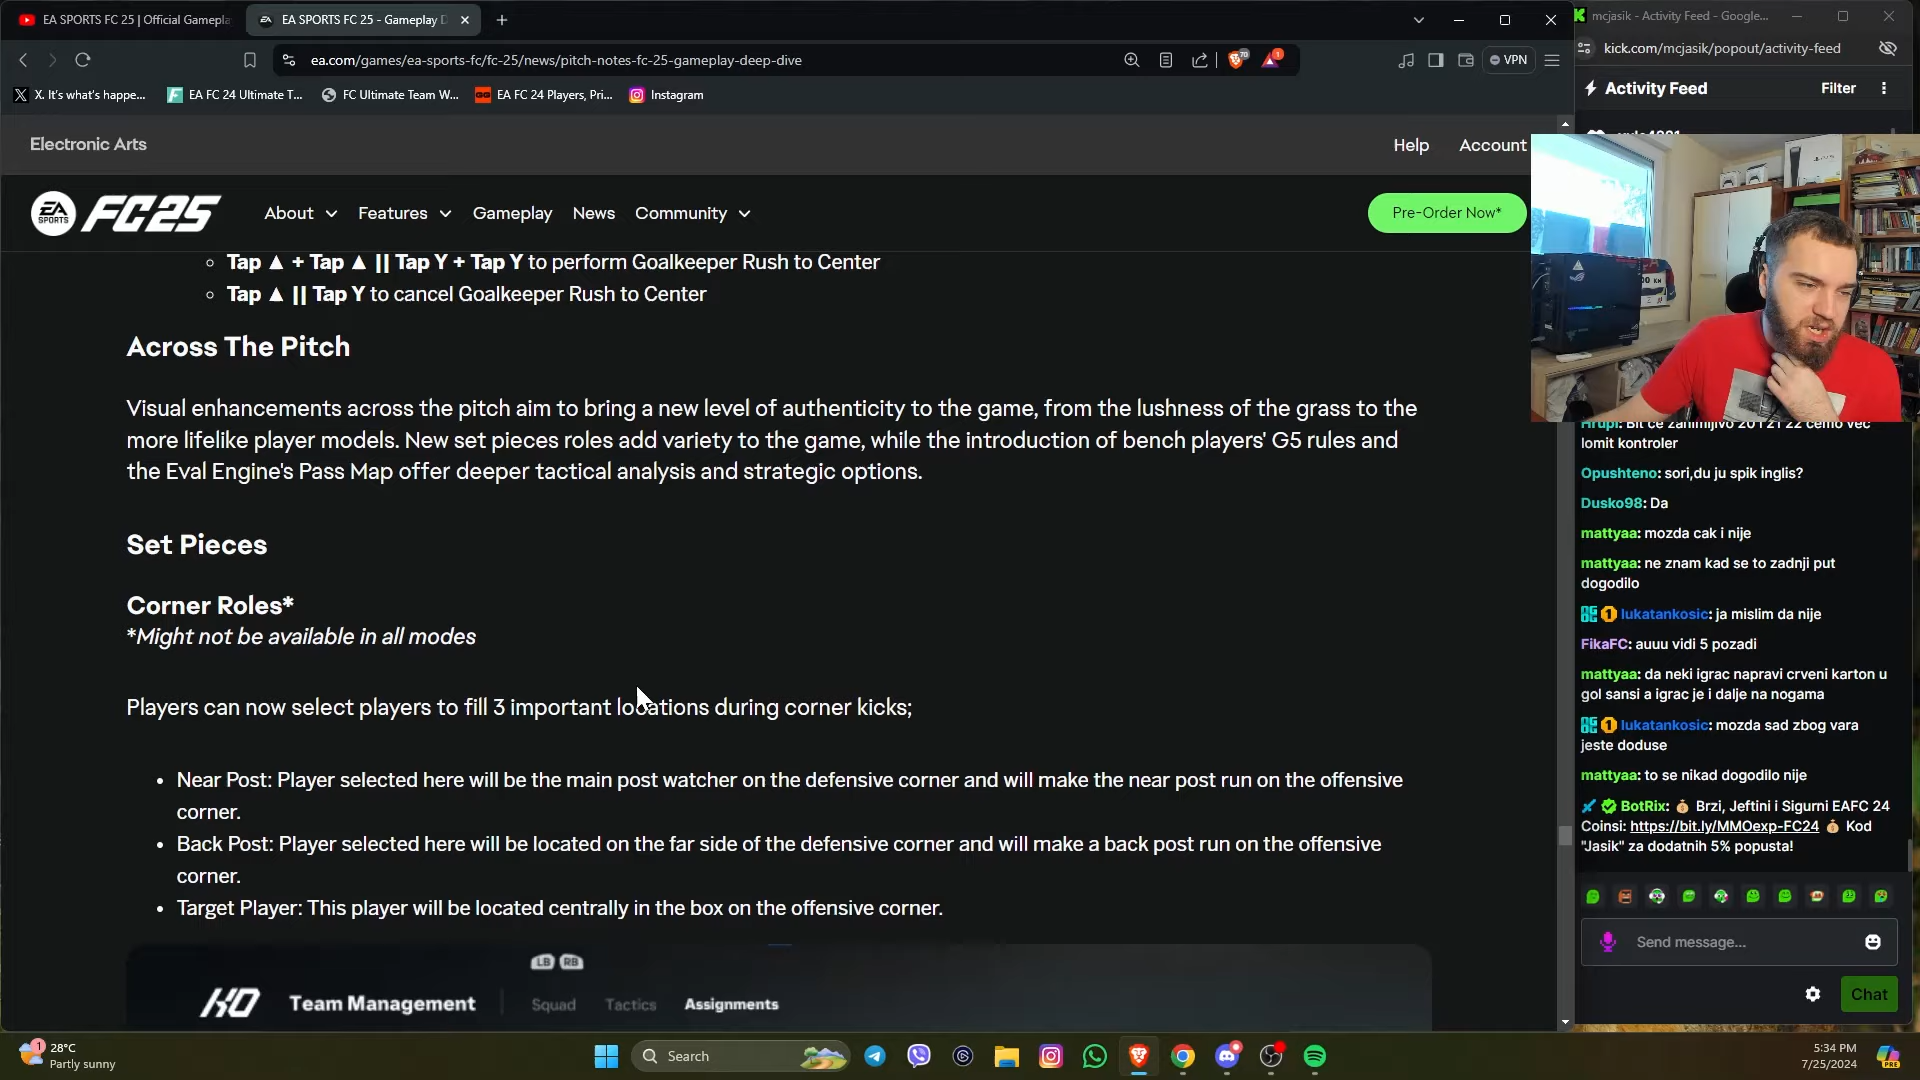 EA SPORTS FC 25 | Official Gamepla
EA SPORTS FC 25 - Gameplay D
mcjasik - Activity Feed - Google...
ea.com/games/ea-sports-fc/fc-25/news/pitch-notes-fc-25-gameplay-deep-dive
VPN
kick.com/mcjasik/popout/activity-feed
X. It's what's happe...
EA FC 24 Ultimate T...
FC Ultimate Team W...
EA FC 24 Players, Pri...
Instagram
Activity Feed
Filter
Electronic Arts
Help
Account
EA SPORTS FC25
About
Features
Gameplay
News
Community
Pre-Order Now*
Tap ▲ + Tap ▲ || Tap Y + Tap Y to perform Goalkeeper Rush to Center
Tap ▲ || Tap Y to cancel Goalkeeper Rush to Center
Across The Pitch
Visual enhancements across the pitch aim to bring a new level of authenticity to the game, from the lushness of the grass to the
more lifelike player models. New set pieces roles add variety to the game, while the introduction of bench players' G5 rules and
the Eval Engine's Pass Map offer deeper tactical analysis and strategic options.
Set Pieces
Corner Roles*
*Might not be available in all modes
Players can now select players to fill 3 important locations during corner kicks;
• Near Post: Player selected here will be the main post watcher on the defensive corner and will make the near post run on the offensive
corner.
• Back Post: Player selected here will be located on the far side of the defensive corner and will make a back post run on the offensive
corner.
• Target Player: This player will be located centrally in the box on the offensive corner.
LB RB
KO
Team Management
Squad
Tactics
Assignments
Hrupi: Bit ce zanimljivo 20 i 21 22 cemo vec
lomit kontroler
Opushteno: sori,du ju spik inglis?
Dusko98: Da
mattyaa: mozda cak i nije
mattyaa: ne znam kad se to zadnji put
dogodilo
lukatankosic: ja mislim da nije
FikaFC: auuu vidi 5 pozadi
mattyaa: da neki igrac napravi crveni karton u
gol sansi a igrac je i dalje na nogama
lukatankosic: mozda sad zbog vara
jeste doduse
mattyaa: to se nikad dogodilo nije
BotRix: 💰 Brzi, Jeftini i Sigurni EAFC 24
Coinsi: https://bit.ly/MMOexp-FC24 💰 Kod
"Jasik" za dodatnih 5% popusta!
Send message...
Chat
28°C
Partly sunny
Search
5:34 PM
7/25/2024